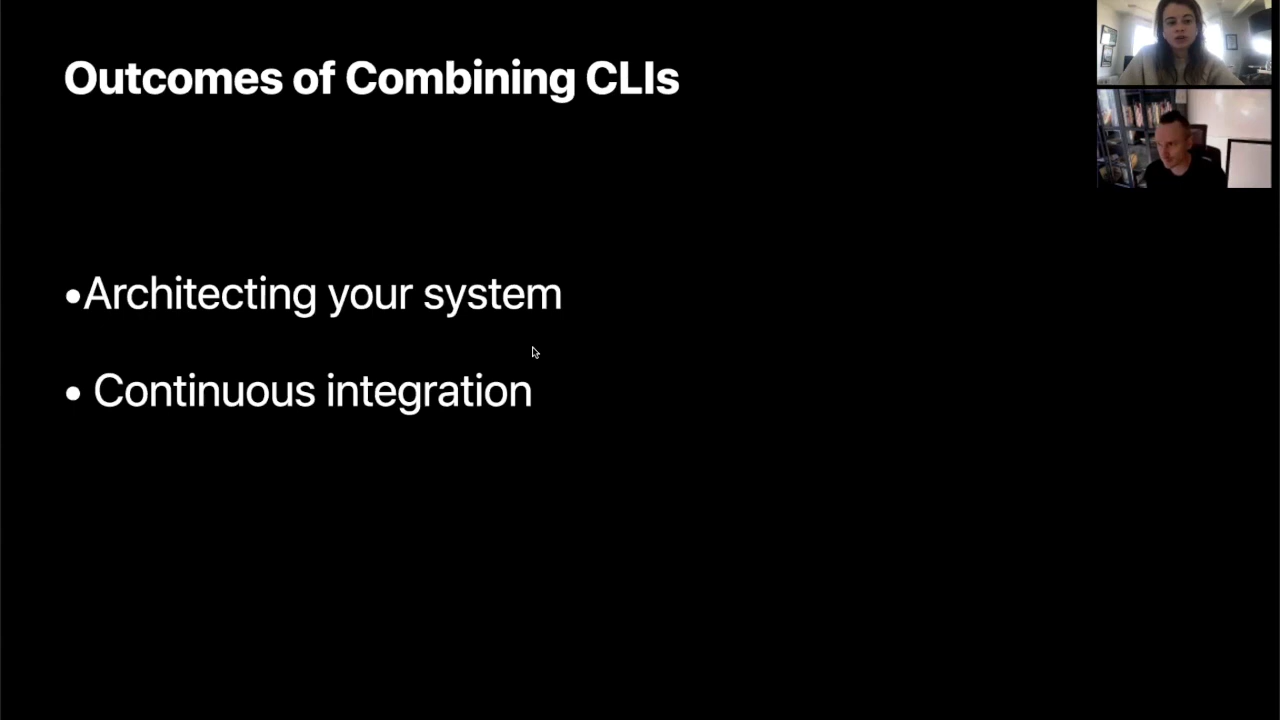 Outcomes of Combining CLIs
•Architecting your system
• Continuous integration